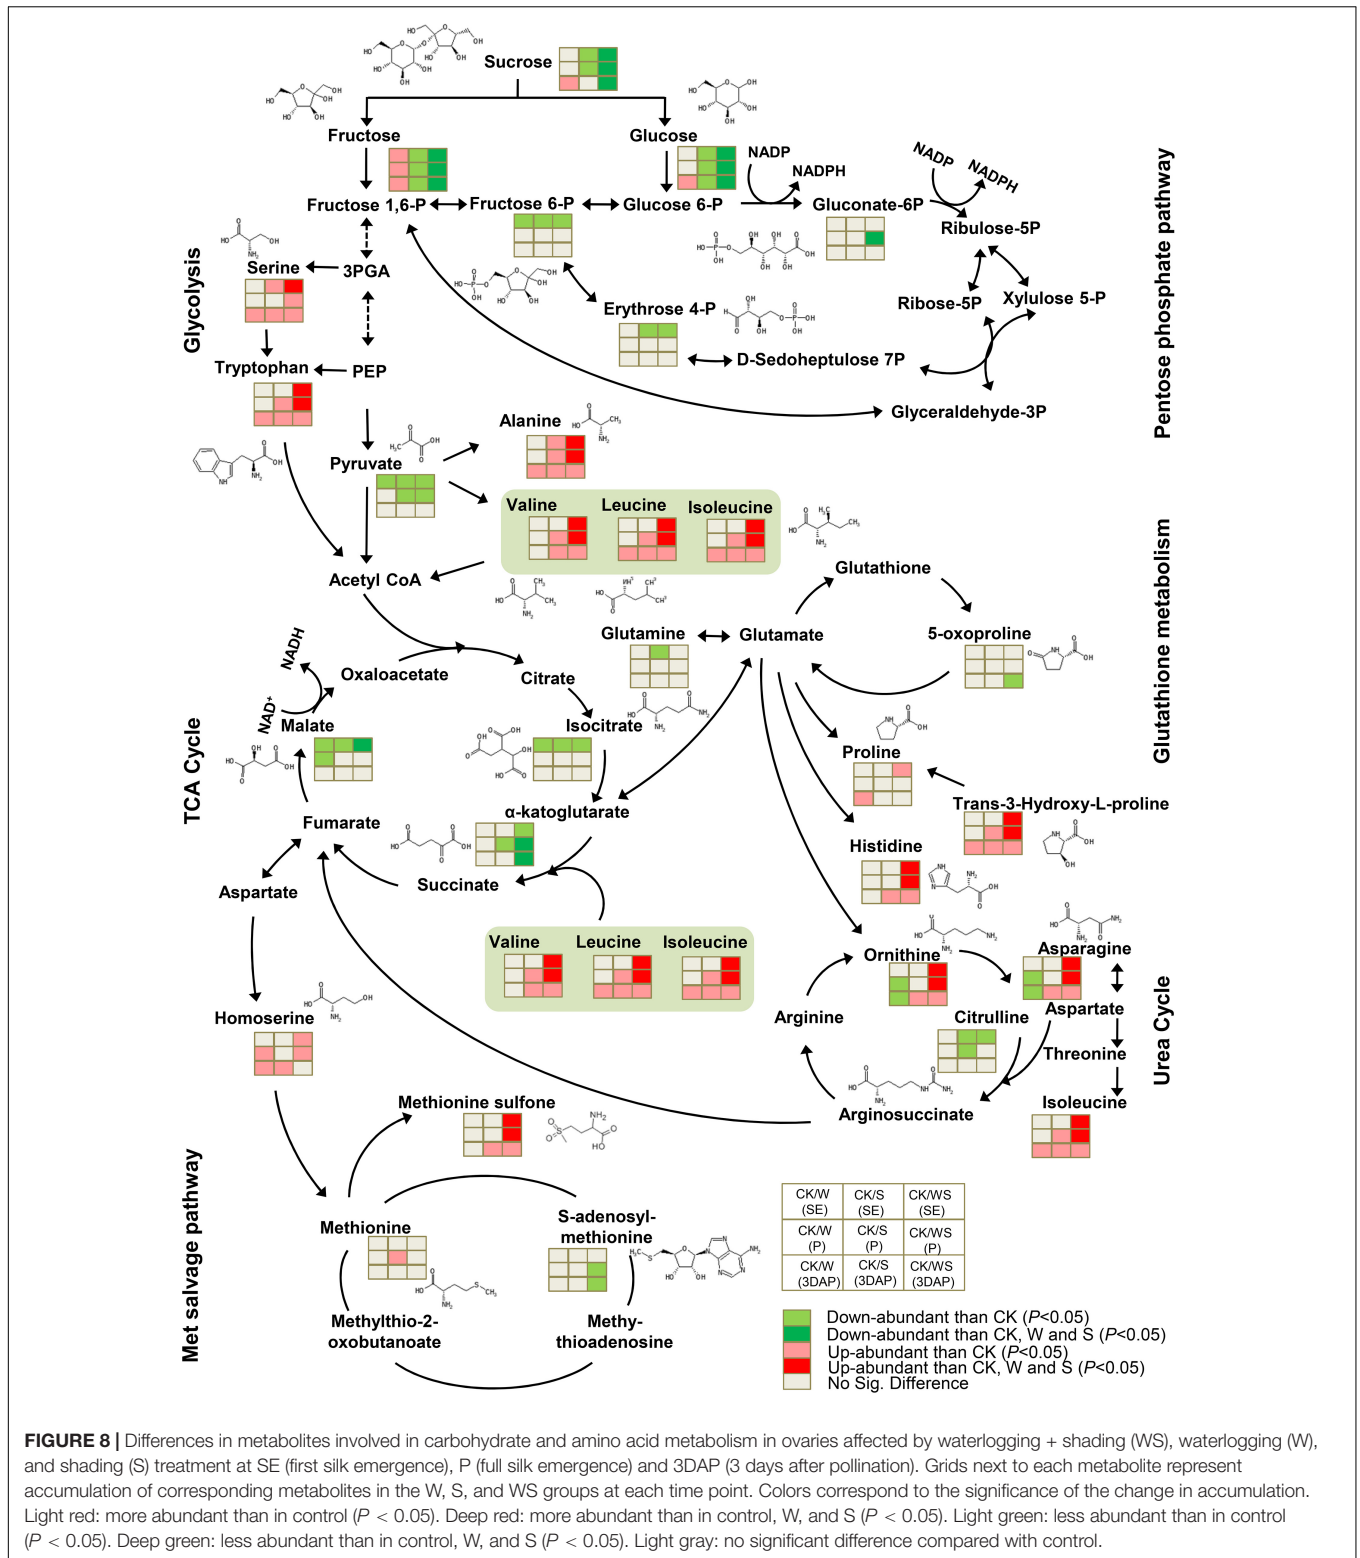 Sucrose
Fructose
Glucose
NADP
NADPH
NADP
NADPH
Fructose 1,6-P
Fructose 6-P
Glucose 6-P
Gluconate-6P
Ribulose-5P
Serine
3PGA
Ribose-5P
Xylulose 5-P
Erythrose 4-P
Tryptophan
PEP
D-Sedoheptulose 7P
Glyceraldehyde-3P
Glycolysis
Pentose phosphate pathway
Pyruvate
Alanine
Valine
Leucine
Isoleucine
Acetyl CoA
Glutathione
Glutamine
Glutamate
5-oxoproline
Glutathione metabolism
NADH
NAD+
Oxaloacetate
Citrate
Malate
Isocitrate
Proline
Trans-3-Hydroxy-L-proline
TCA Cycle
Fumarate
α-katoglutarate
Histidine
Aspartate
Succinate
Valine
Leucine
Isoleucine
Ornithine
Asparagine
Homoserine
Arginine
Citrulline
Aspartate
Threonine
Urea Cycle
Isoleucine
Arginosuccinate
Methionine sulfone
Met salvage pathway
Methionine
S-adenosyl-
methionine
Methylthio-2-
oxobutanoate
Methy-
thioadenosine
CK/W CK/S CK/WS
(SE) (SE) (SE)
CK/W CK/S CK/WS
(P) (P) (P)
CK/W CK/S CK/WS
(3DAP) (3DAP) (3DAP)
Down-abundant than CK (P<0.05)
Down-abundant than CK, W and S (P<0.05)
Up-abundant than CK (P<0.05)
Up-abundant than CK, W and S (P<0.05)
No Sig. Difference
FIGURE 8 | Differences in metabolites involved in carbohydrate and amino acid metabolism in ovaries affected by waterlogging + shading (WS), waterlogging (W),
and shading (S) treatment at SE (first silk emergence), P (full silk emergence) and 3DAP (3 days after pollination). Grids next to each metabolite represent
accumulation of corresponding metabolites in the W, S, and WS groups at each time point. Colors correspond to the significance of the change in accumulation.
Light red: more abundant than in control (P < 0.05). Deep red: more abundant than in control, W, and S (P < 0.05). Light green: less abundant than in control
(P < 0.05). Deep green: less abundant than in control, W, and S (P < 0.05). Light gray: no significant difference compared with control.